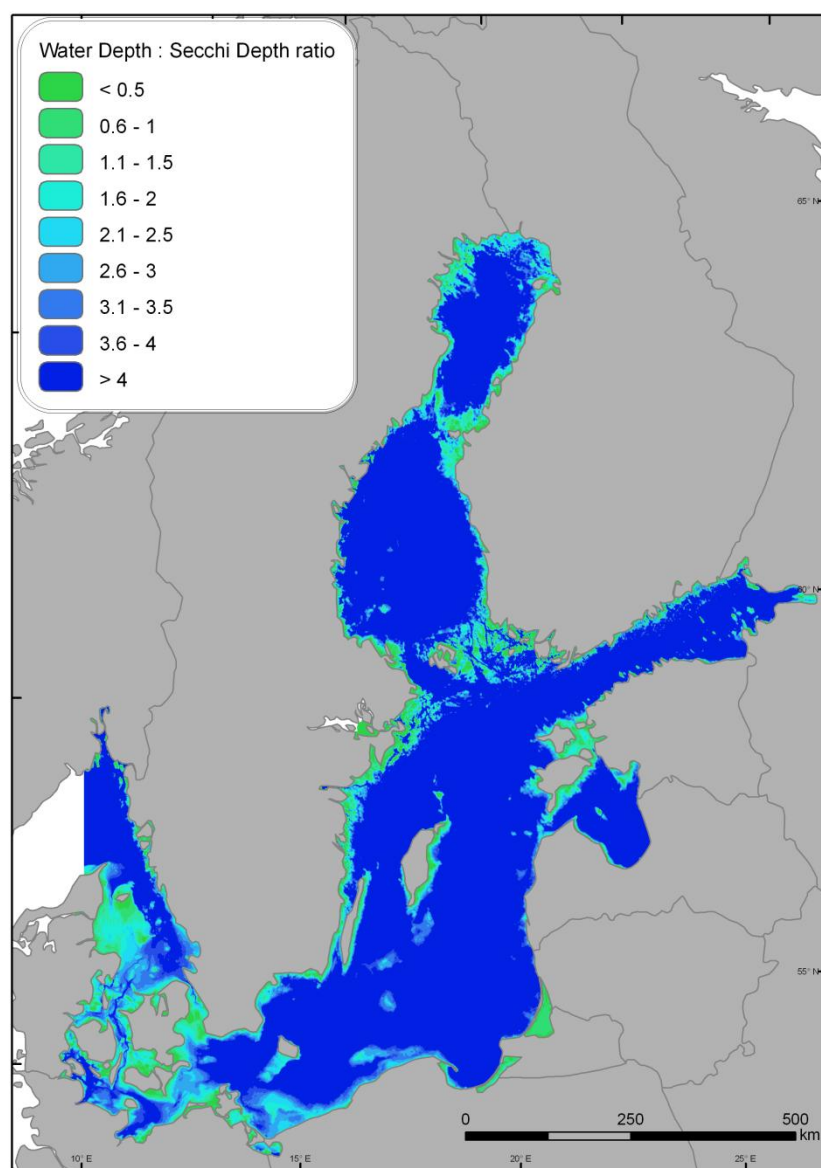 Water Depth : Secchi Depth ratio
< 0.5
0.6 - 1
1.1 - 1.5
1.6 - 2
2.1 - 2.5
2.6 - 3
3.1 - 3.5
3.6 - 4
> 4
65° N
60° N
55° N
0 250 500
km
10° E 15° E 20° E 25° E